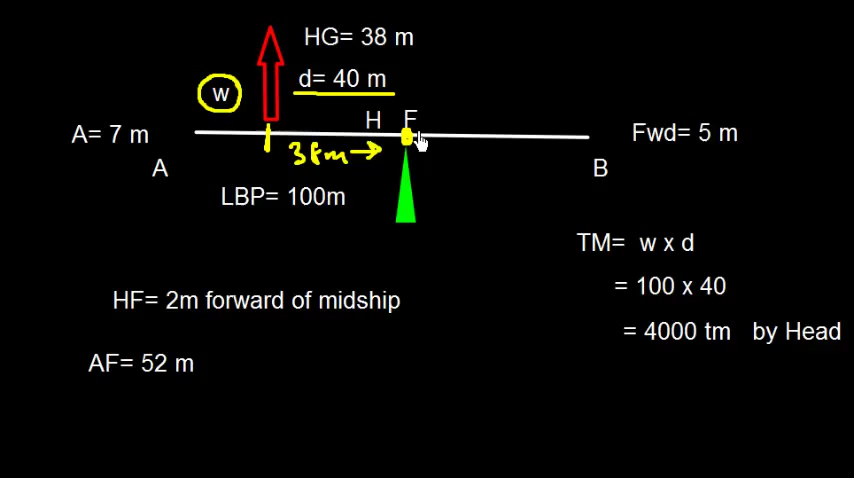 HG= 38 m
d= 40 m
w
H F
A= 7 m
Fwd= 5 m
38m →
A
B
LBP= 100m
TM= w x d
= 100 x 40
= 4000 tm by Head
HF= 2m forward of midship
AF= 52 m